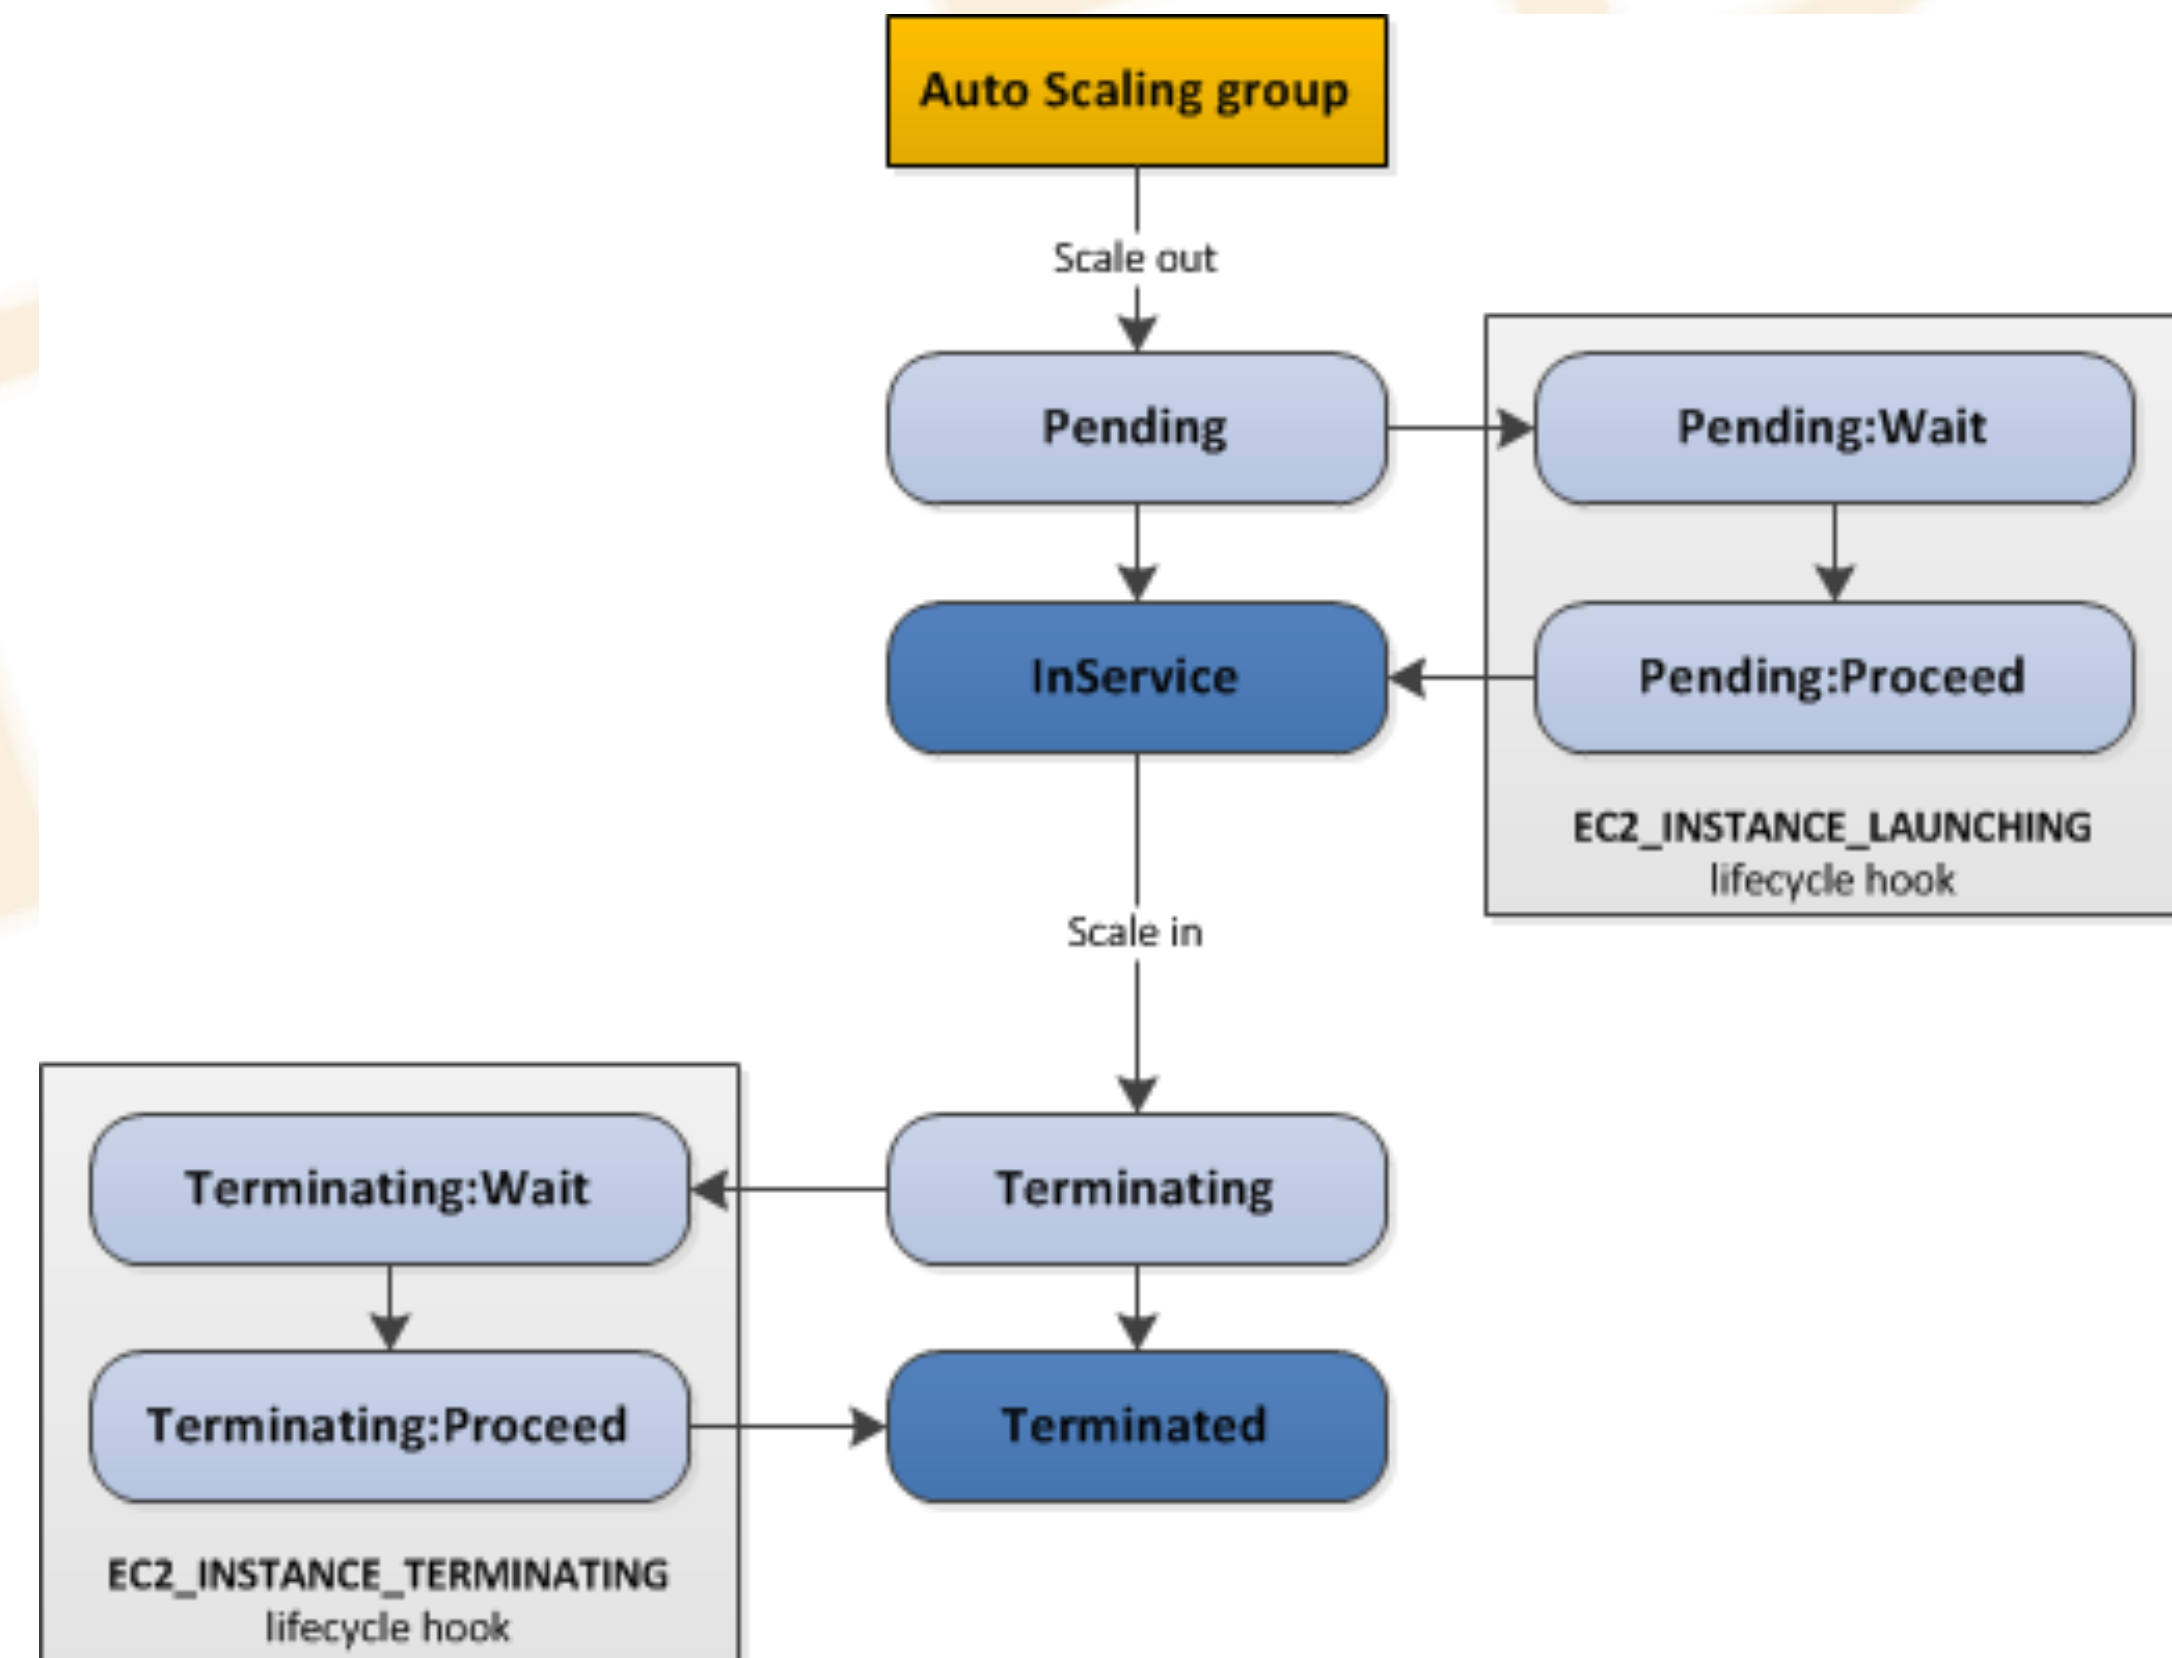 Auto Scaling group
Scale out
Pending
Pending:Wait
InService
Pending:Proceed
EC2_INSTANCE_LAUNCHING
lifecycle hook
Scale in
Terminating:Wait
Terminating
Terminating:Proceed
Terminated
EC2_INSTANCE_TERMINATING
lifecycle hook